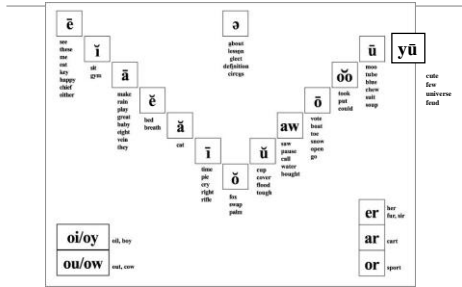 ē
see
these
me
eat
key
happy
chief
either
ĭ
sit
gym
ā
make
rain
play
great
baby
eight
vein
they
ĕ
bed
breath
ă
cat
ī
time
pie
cry
right
rifle
ŏ
fox
swap
palm
ŭ
cup
cover
flood
tough
aw
saw
pause
call
water
bought
ō
vote
boat
toe
snow
open
go
o͝o
took
put
could
ū
moo
tube
blue
chew
suit
soup
yū
cute
few
universe
feud
ə
about
lesson
elect
definition
circus
oi/oy
oil, boy
ou/ow
out, cow
er
her
fur, sir
ar
cart
or
sport